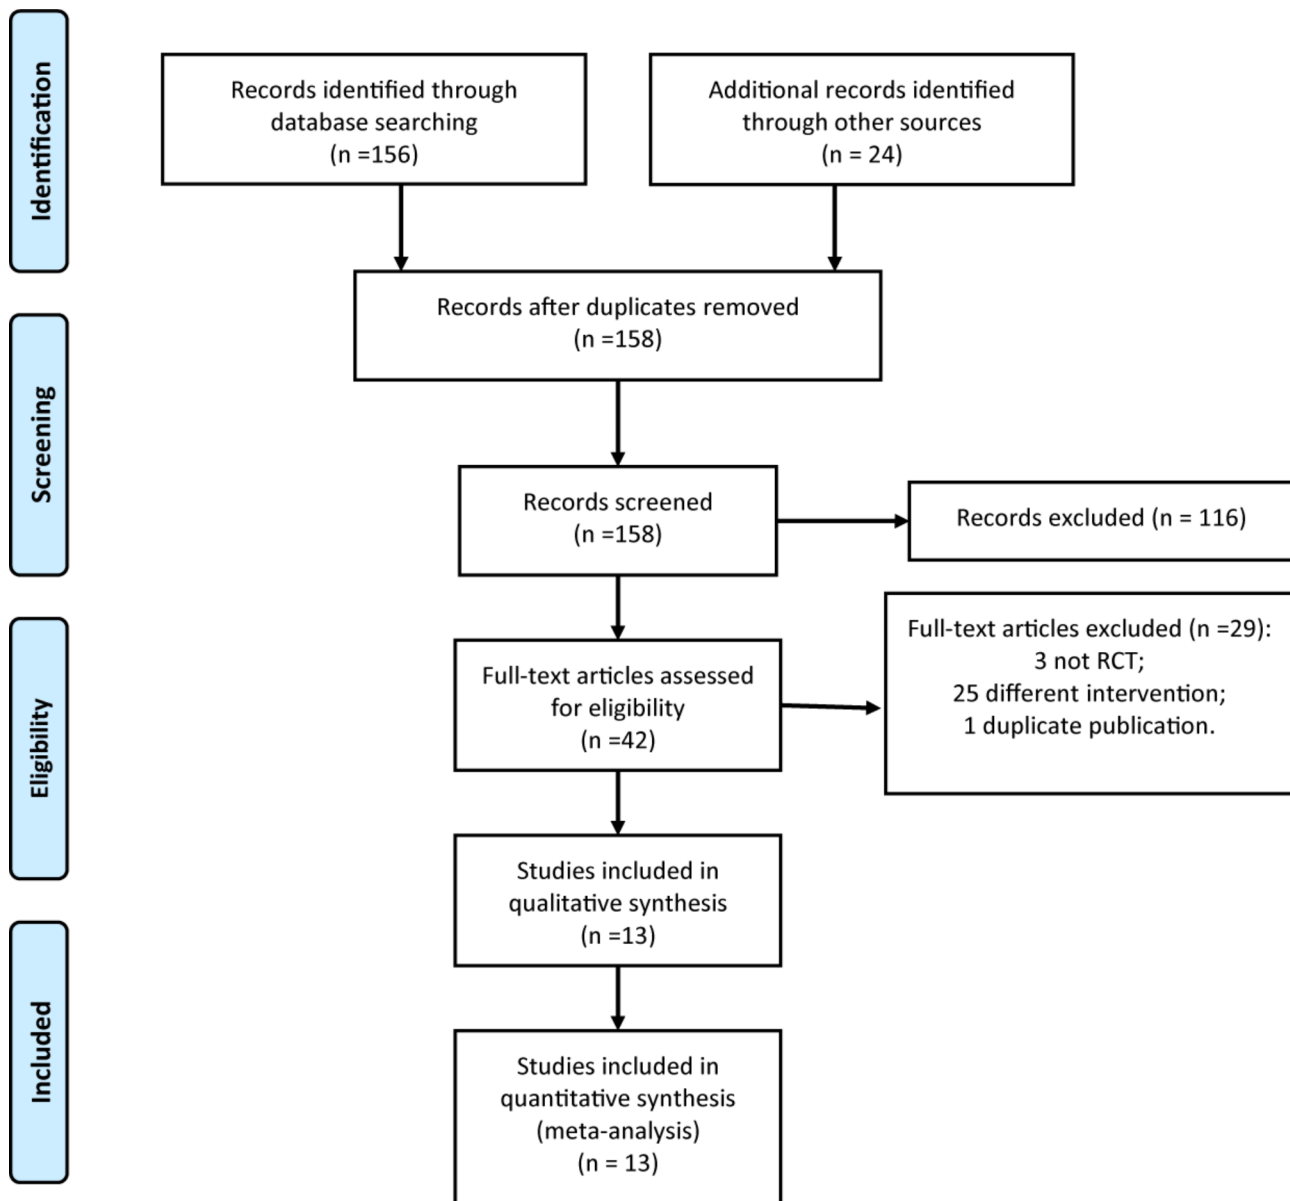 Identification
Records identified through
database searching
(n =156)
Additional records identified
through other sources
(n = 24)
Records after duplicates removed
(n =158)
Screening
Records screened
(n =158)
Records excluded (n = 116)
Eligibility
Full-text articles assessed
for eligibility
(n =42)
Full-text articles excluded (n =29):
3 not RCT;
25 different intervention;
1 duplicate publication.
Studies included in
qualitative synthesis
(n =13)
Included
Studies included in
quantitative synthesis
(meta-analysis)
(n = 13)